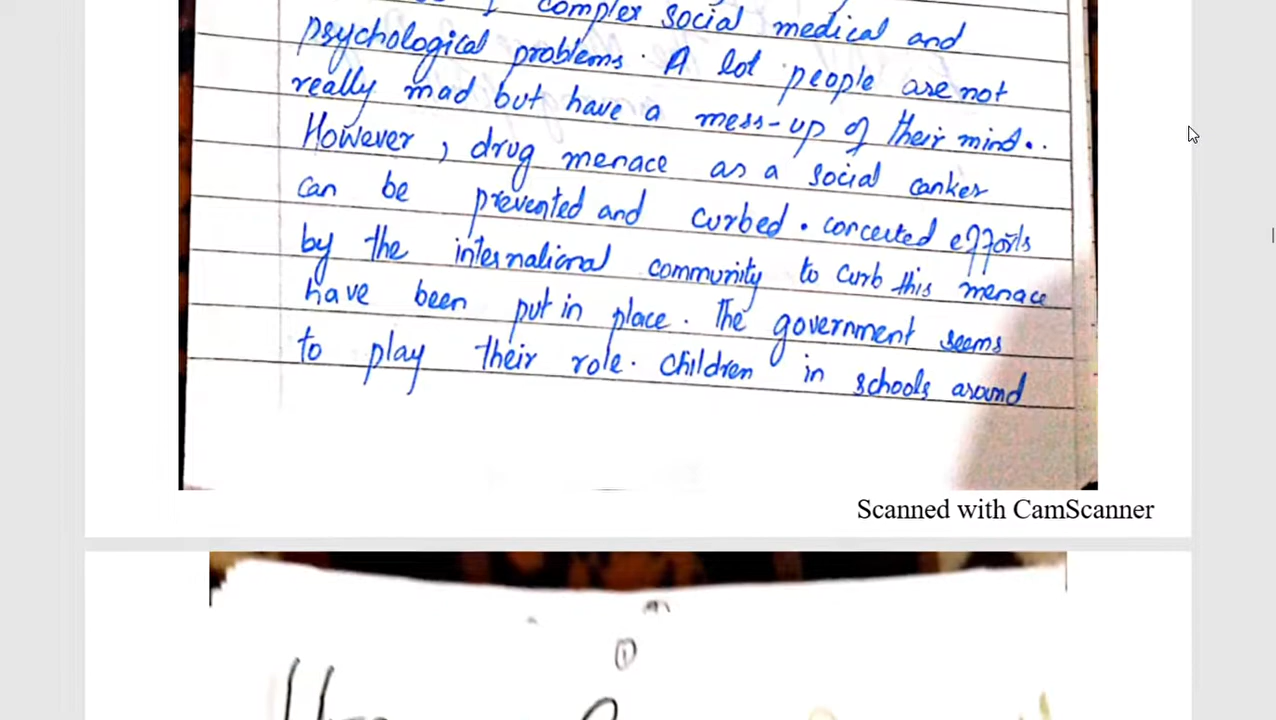 complex social medical and
psychological problems. A lot people are not
really mad but have a mess-up of their mind..
However, drug menace as a social canker
can be prevented and curbed. concerted efforts
by the international community to curb this menace
have been put in place. The government seems
to play their role. children in schools around
Scanned with CamScanner
①